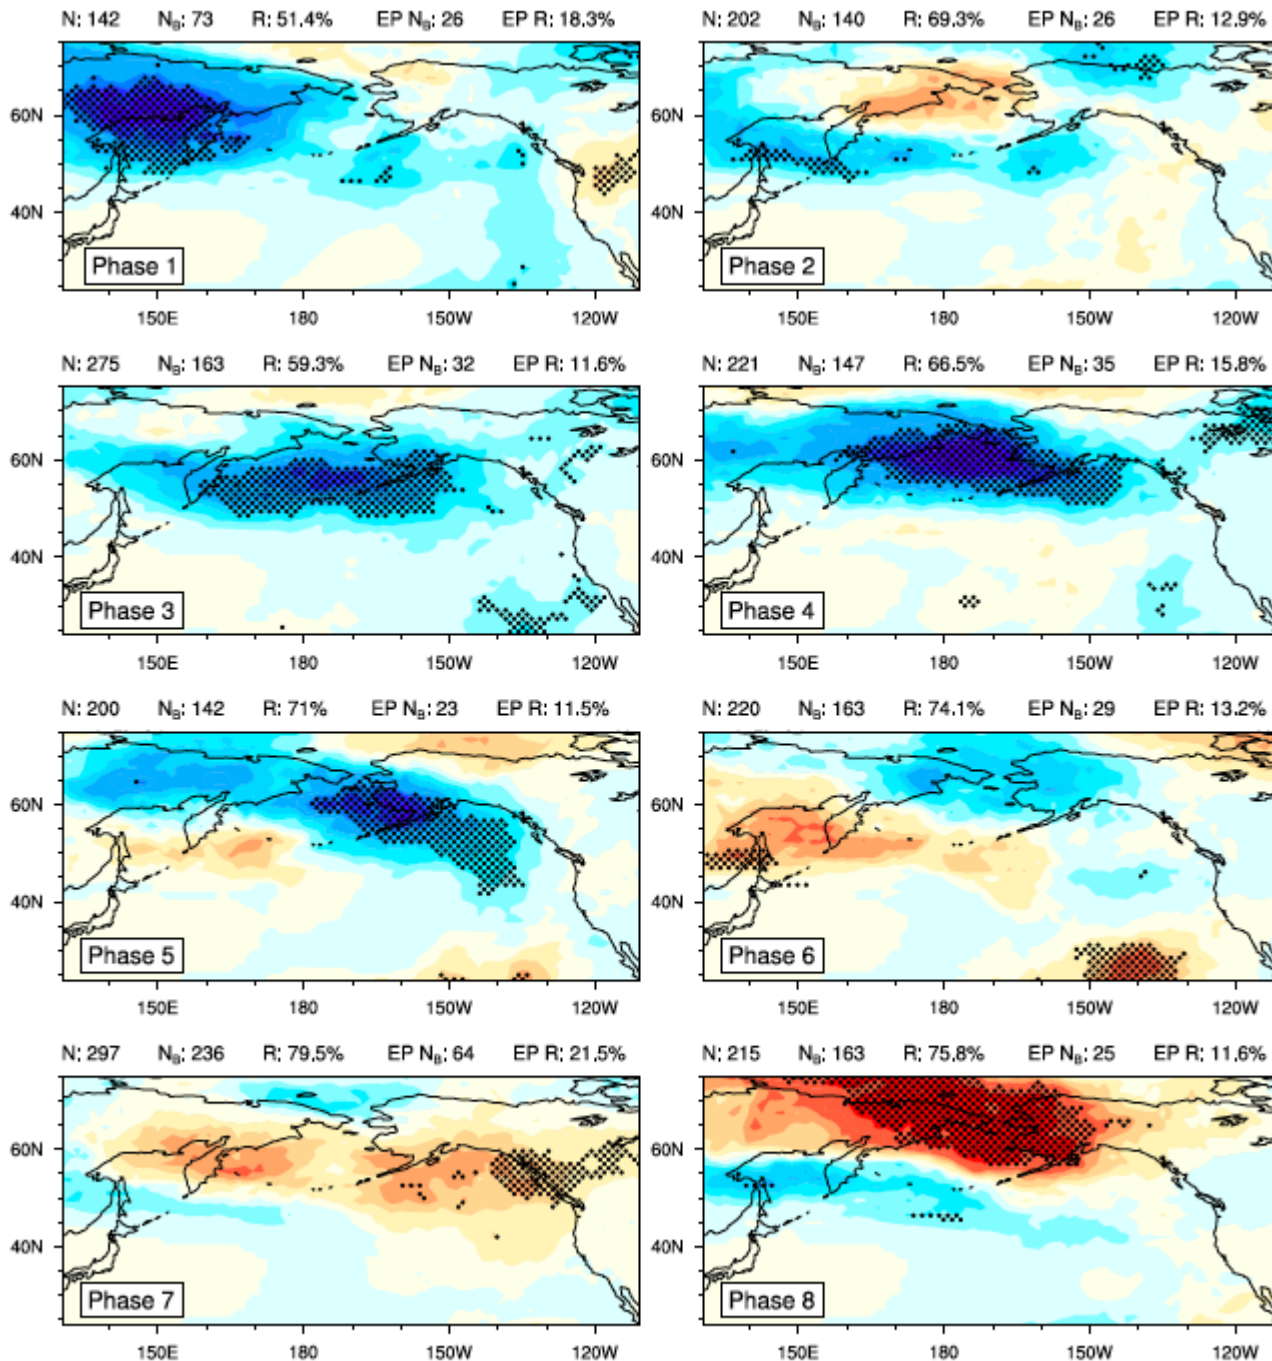 N: 142 N_B: 73 R: 51.4% EP N_B: 26 EP R: 18.3%
N: 202 N_B: 140 R: 69.3% EP N_B: 26 EP R: 12.9%
60N
40N
Phase 1
Phase 2
150E 180 150W 120W
150E 180 150W 120W
N: 275 N_B: 163 R: 59.3% EP N_B: 32 EP R: 11.6%
N: 221 N_B: 147 R: 66.5% EP N_B: 35 EP R: 15.8%
60N 60N
40N 40N
Phase 3
Phase 4
150E 180 150W 120W
150E 180 150W 120W
N: 200 N_B: 142 R: 71% EP N_B: 23 EP R: 11.5%
N: 220 N_B: 163 R: 74.1% EP N_B: 29 EP R: 13.2%
60N 60N
40N 40N
Phase 5
Phase 6
150E 180 150W 120W
150E 180 150W 120W
N: 297 N_B: 236 R: 79.5% EP N_B: 64 EP R: 21.5%
N: 215 N_B: 163 R: 75.8% EP N_B: 25 EP R: 11.6%
60N 60N
40N 40N
Phase 7
Phase 8
150E 180 150W 120W
150E 180 150W 120W